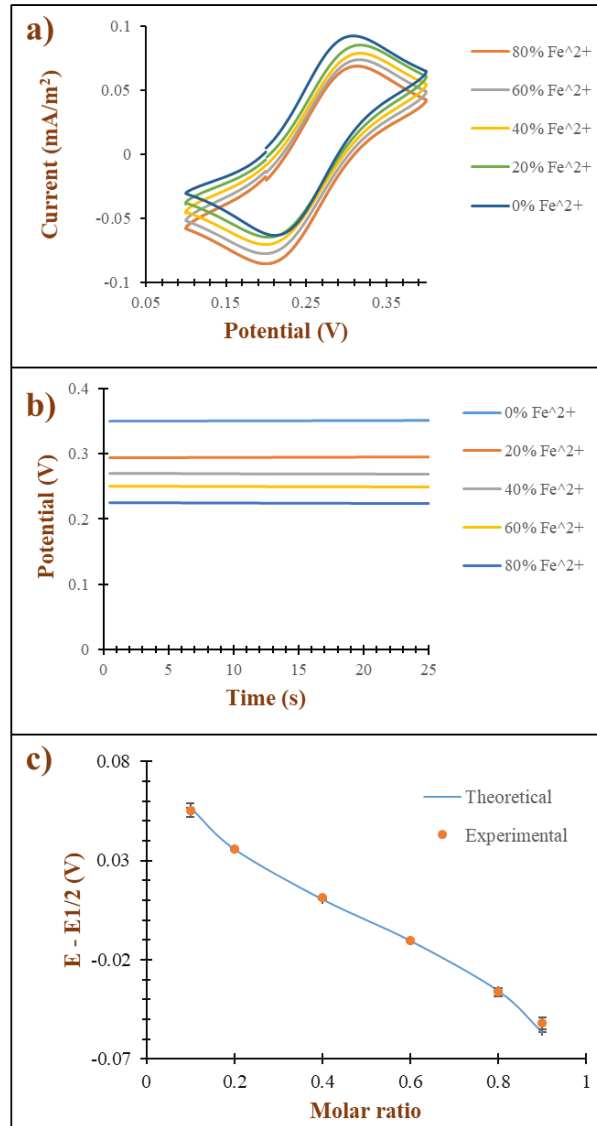 a)
0.1
0.05
0
-0.05
-0.1
Current (mA/m²)
0.05
0.15
0.25
0.35
Potential (V)
80% Fe^2+
60% Fe^2+
40% Fe^2+
20% Fe^2+
0% Fe^2+
b)
0.4
0.3
0.2
0.1
0
Potential (V)
0
5
10
15
20
25
Time (s)
0% Fe^2+
20% Fe^2+
40% Fe^2+
60% Fe^2+
80% Fe^2+
c)
0.08
0.03
-0.02
-0.07
E - E1/2 (V)
0
0.2
0.4
0.6
0.8
1
Molar ratio
Theoretical
Experimental